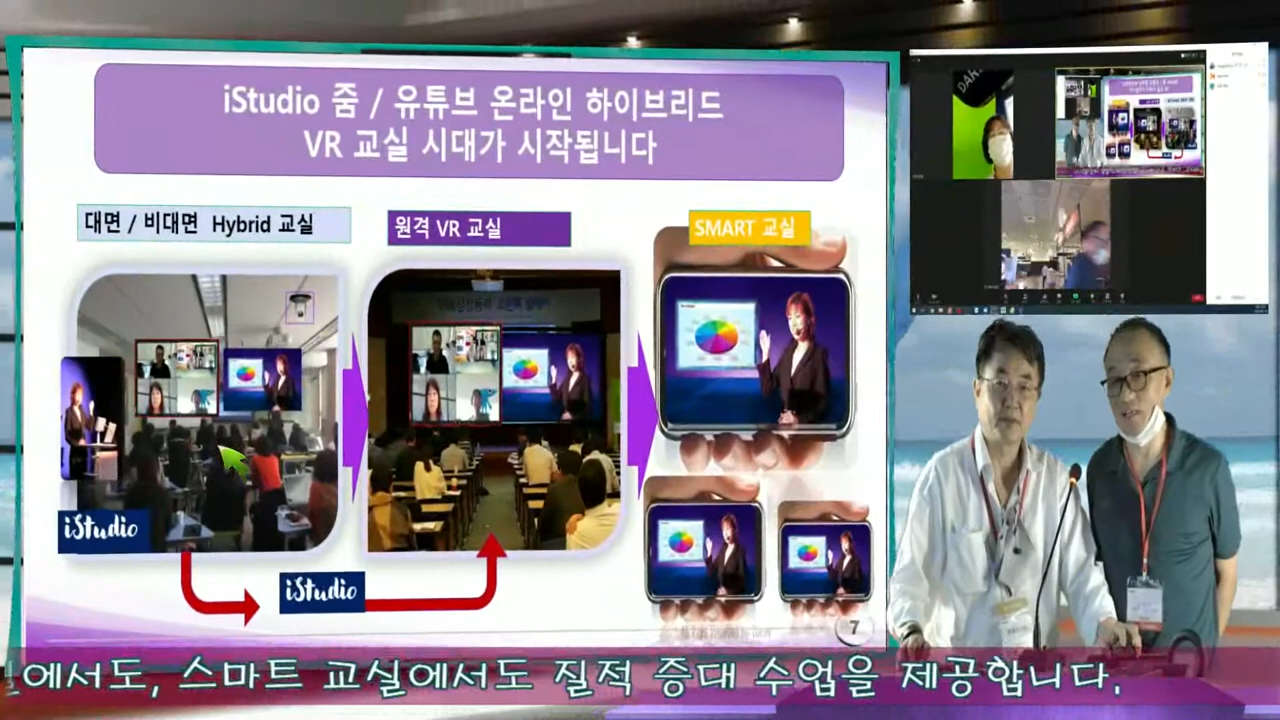 iStudio 줌 / 유튜브 온라인 하이브리드
VR 교실 시대가 시작됩니다
대면 / 비대면 Hybrid 교실
원격 VR 교실
SMART 교실
iStudio
iStudio
7
에서도, 스마트 교실에서도 질적 증대 수업을 제공합니다.
DAR